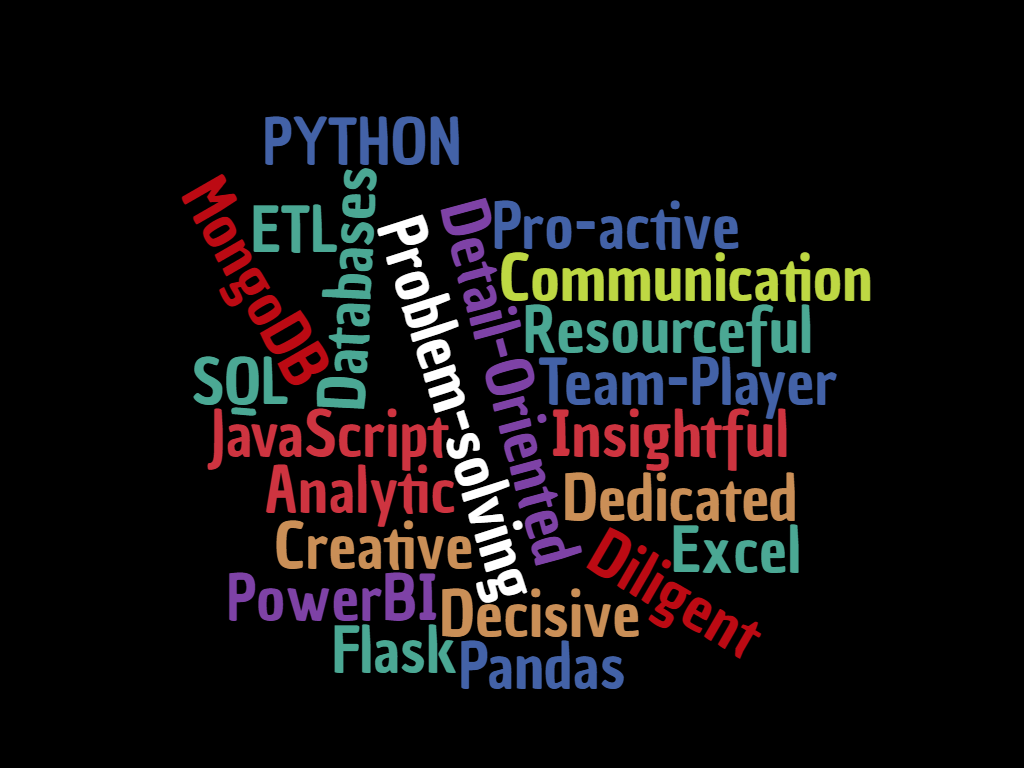 PYTHON
MongoDB
ETL
Databases
Problem-solving
Detail-Oriented
Pro-active
Communication
Resourceful
SQL
Team-Player
JavaScript
Insightful
Analytic
Dedicated
Creative
Excel
PowerBI
Decisive
Diligent
Flask
Pandas